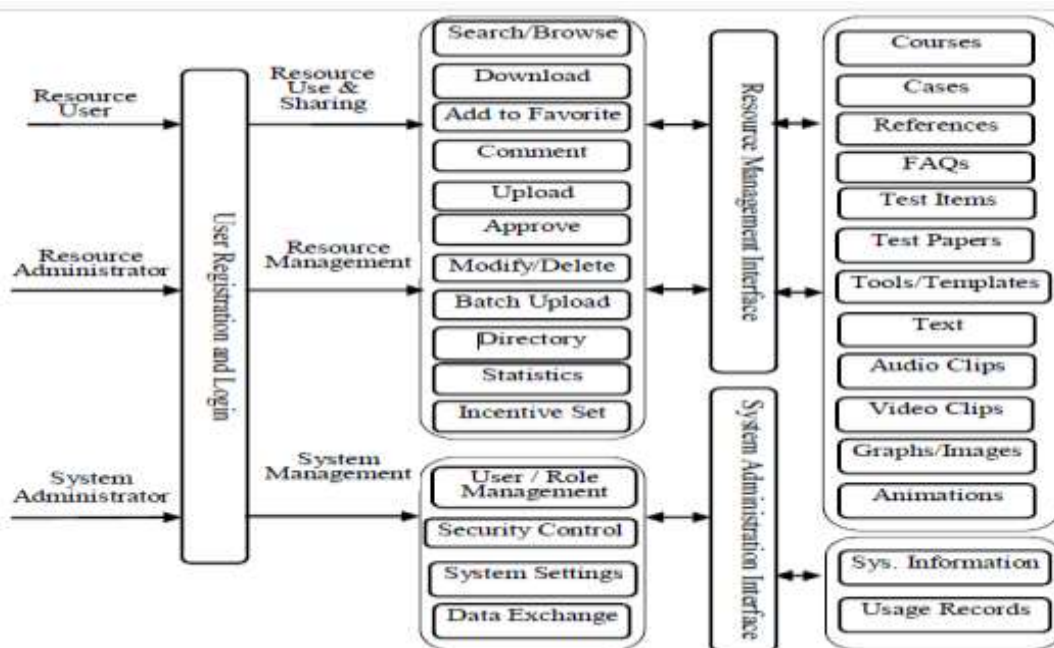 Resource
User
Resource
Administrator
System
Administrator
User Registration and Login
Resource
Use &
Sharing
Resource
Management
System
Management
Search/Browse
Download
Add to Favorite
Comment
Upload
Approve
Modify/Delete
Batch Upload
Directory
Statistics
Incentive Set
User / Role
Management
Security Control
System Settings
Data Exchange
Resource Management Interface
System Administration Interface
Courses
Cases
References
FAQs
Test Items
Test Papers
Tools/Templates
Text
Audio Clips
Video Clips
Graphs/Images
Animations
Sys. Information
Usage Records